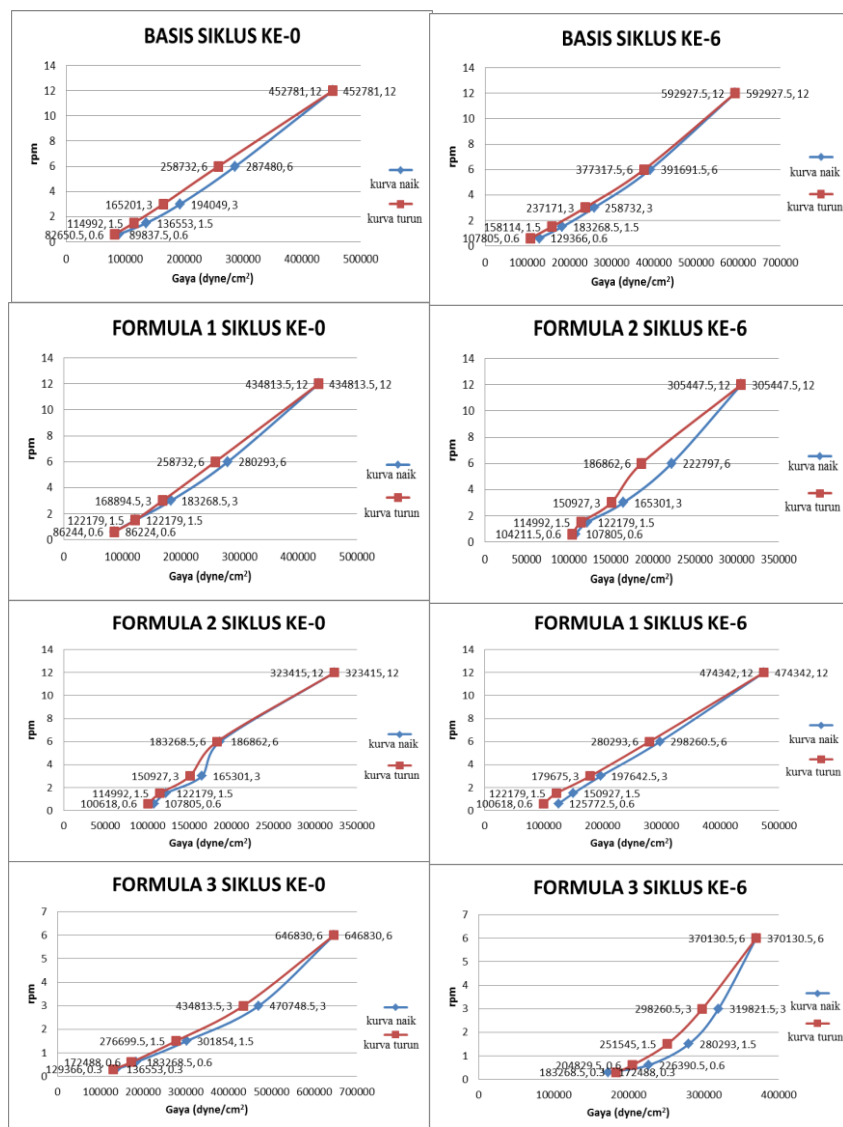 BASIS SIKLUS KE-0
14
12
10
8
6
4
2
0
rpm
452781, 12 452781, 12
258732, 6 287480, 6
165201, 3 194049, 3
114992, 1.5 136553, 1.5
82650.5, 0.6 89837.5, 0.6
0 100000 200000 300000 400000 500000
Gaya (dyne/cm²)
kurva naik
kurva turun
BASIS SIKLUS KE-6
14
12
10
8
6
4
2
0
rpm
592927.5, 12 592927.5, 12
377317.5, 6 391691.5, 6
237171, 3 258732, 3
158114, 1.5 183268.5, 1.5
107805, 0.6 129366, 0.6
0 100000 200000 300000 400000 500000 600000 700000
Gaya (dyne/cm²)
kurva naik
kurva turun
FORMULA 1 SIKLUS KE-0
14
12
10
8
6
4
2
0
rpm
434813.5, 12 434813.5, 12
258732, 6 280293, 6
168894.5, 3 183268.5, 3
122179, 1.5 122179, 1.5
86244, 0.6 86224, 0.6
0 100000 200000 300000 400000 500000
Gaya (dyne/cm²)
kurva naik
kurva turun
FORMULA 2 SIKLUS KE-6
14
12
10
8
6
4
2
0
rpm
305447.5, 12 305447.5, 12
186862, 6 222797, 6
150927, 3 165301, 3
114992, 1.5 122179, 1.5
104211.5, 0.6 107805, 0.6
0 50000 100000 150000 200000 250000 300000 350000
Gaya (dyne/cm²)
kurva naik
kurva turun
FORMULA 2 SIKLUS KE-0
14
12
10
8
6
4
2
0
rpm
323415, 12 323415, 12
183268.5, 6 186862, 6
150927, 3 165301, 3
114992, 1.5 122179, 1.5
100618, 0.6 107805, 0.6
0 50000 100000 150000 200000 250000 300000 350000
Gaya (dyne/cm²)
kurva naik
kurva turun
FORMULA 1 SIKLUS KE-6
14
12
10
8
6
4
2
0
rpm
474342, 12 474342, 12
280293, 6 298260.5, 6
179675, 3 197642.5, 3
122179, 1.5 150927, 1.5
100618, 0.6 125772.5, 0.6
0 100000 200000 300000 400000 500000
Gaya (dyne/cm²)
kurva naik
kurva turun
FORMULA 3 SIKLUS KE-0
7
6
5
4
3
2
1
0
rpm
646830, 6 646830, 6
434813.5, 3 470748.5, 3
276699.5, 1.5 301854, 1.5
172488, 0.6 183268.5, 0.6
129366, 0.3 136553, 0.3
0 100000 200000 300000 400000 500000 600000 700000
Gaya (dyne/cm²)
kurva naik
kurva turun
FORMULA 3 SIKLUS KE-6
7
6
5
4
3
2
1
0
rpm
370130.5, 6 370130.5, 6
298260.5, 3 319821.5, 3
251545, 1.5 280293, 1.5
204829.5, 0.6 226390.5, 0.6
183268.5, 0.3 172488, 0.3
0 100000 200000 300000 400000
Gaya (dyne/cm²)
kurva naik
kurva turun